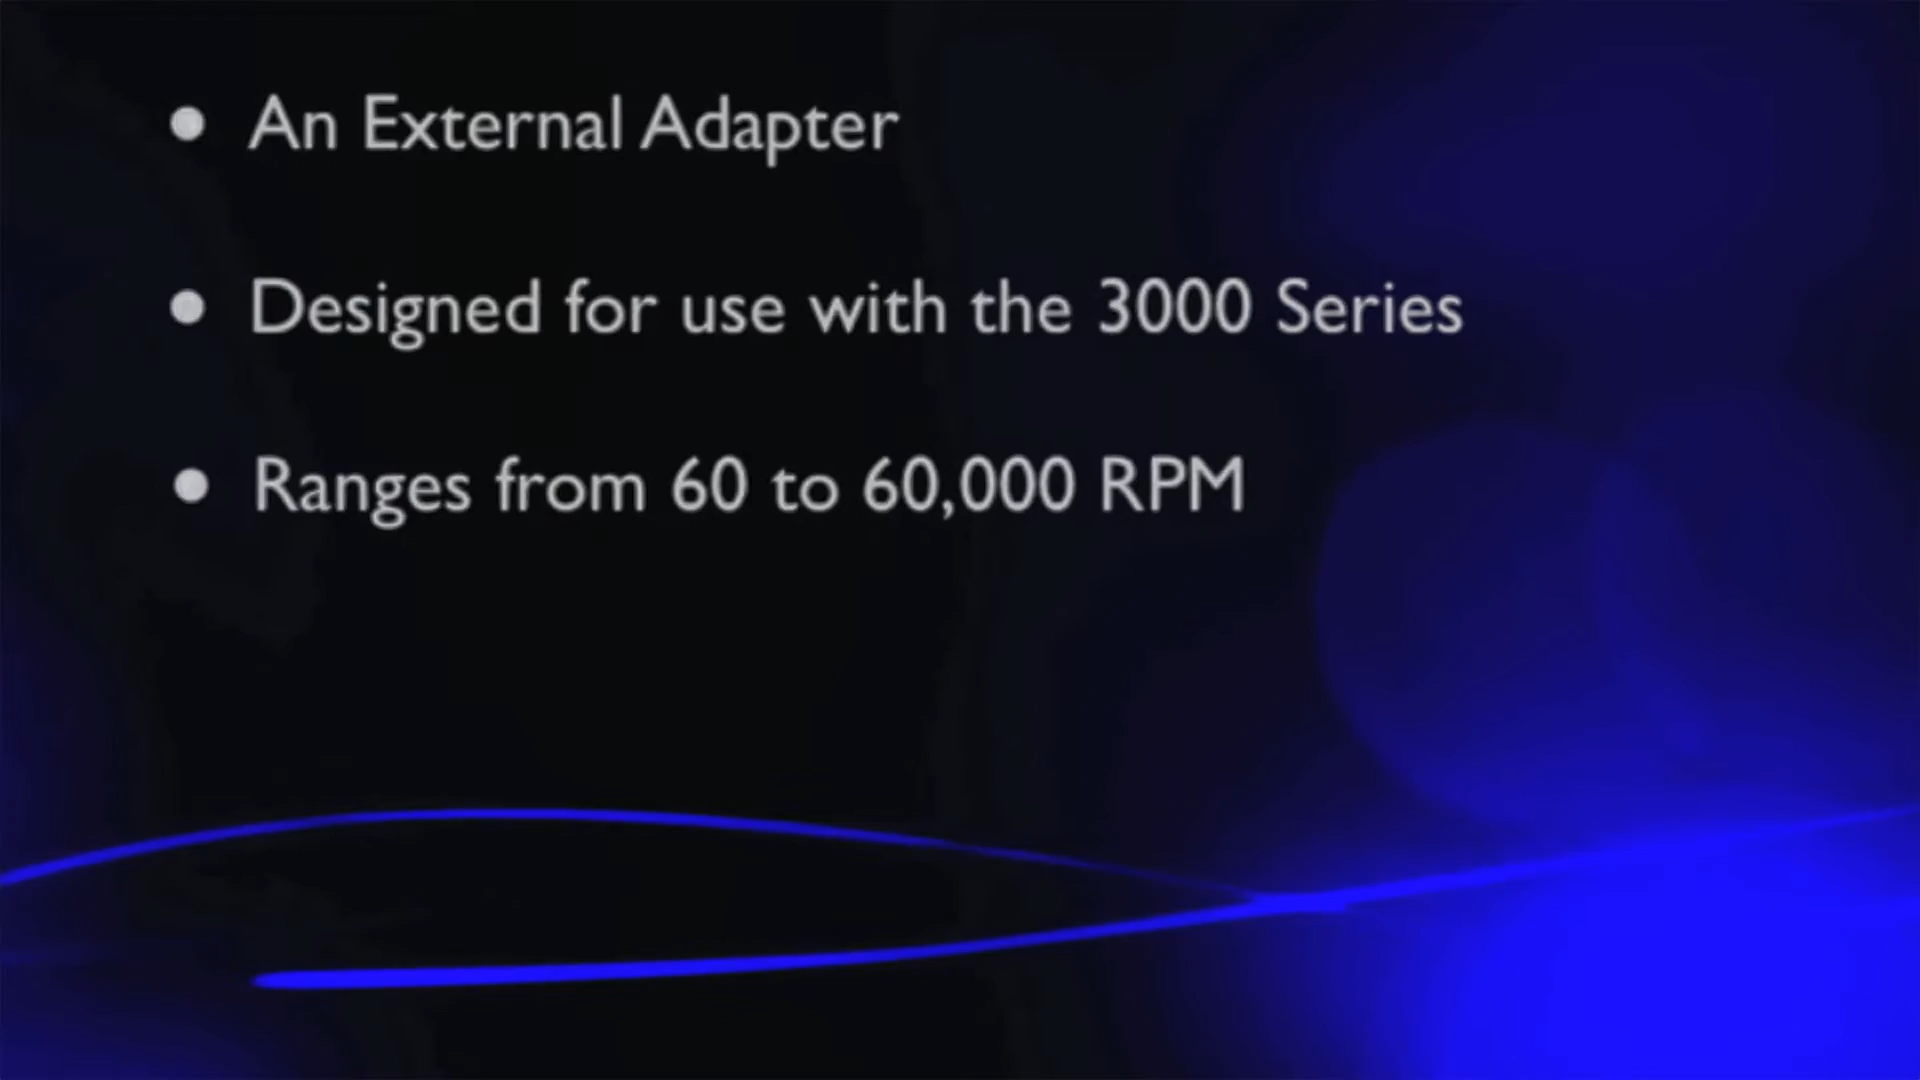 • An External Adapter
• Designed for use with the 3000 Series
• Ranges from 60 to 60,000 RPM